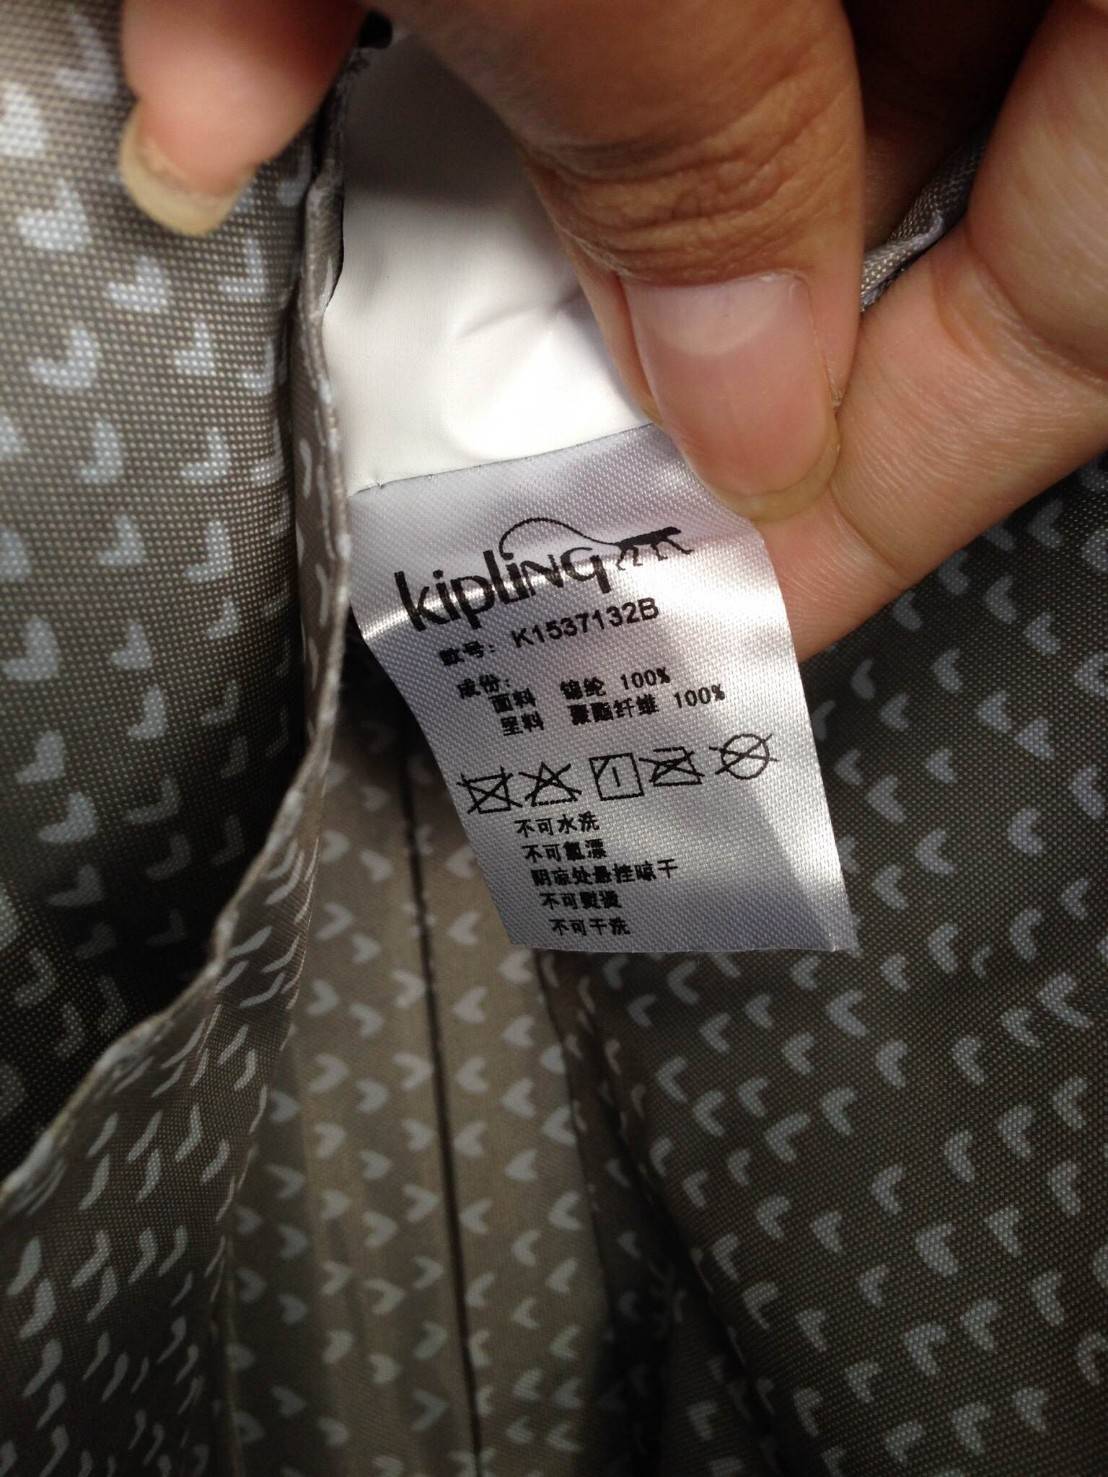 kipling
款号: K1537132B
成份:
面料 锦纶 100%
里料 聚酯纤维 100%
不可水洗
不可氯漂
阴凉处悬挂晾干
不可熨烫
不可干洗